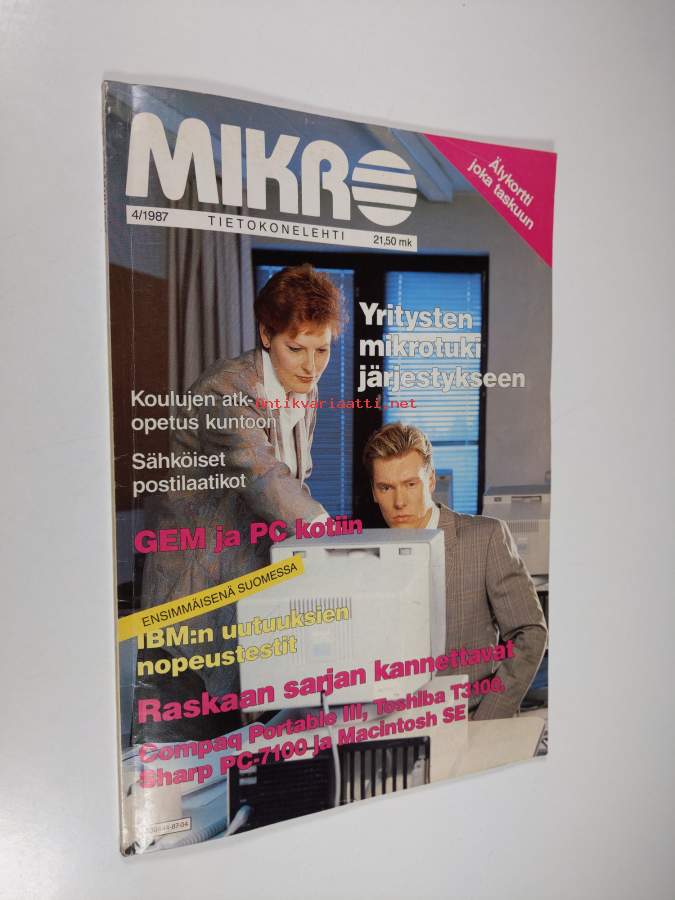 MIKRO
4/1987
TIETOKONELEHTI
21,50 mk
Älykortti
joka taskuun
Yritysten
mikrotuki
järjestykseen
Koulujen atk-
opetus kuntoon
antikvariaatti.net
Sähköiset
postilaatikot
GEM ja PC kotiin
ENSIMMÄISENÄ SUOMESSA
IBM:n uutuuksien
nopeustestit
Raskaan sarjan kannettavat
Compaq Portable III, Toshiba T3100,
Sharp PC-7100 ja Macintosh SE